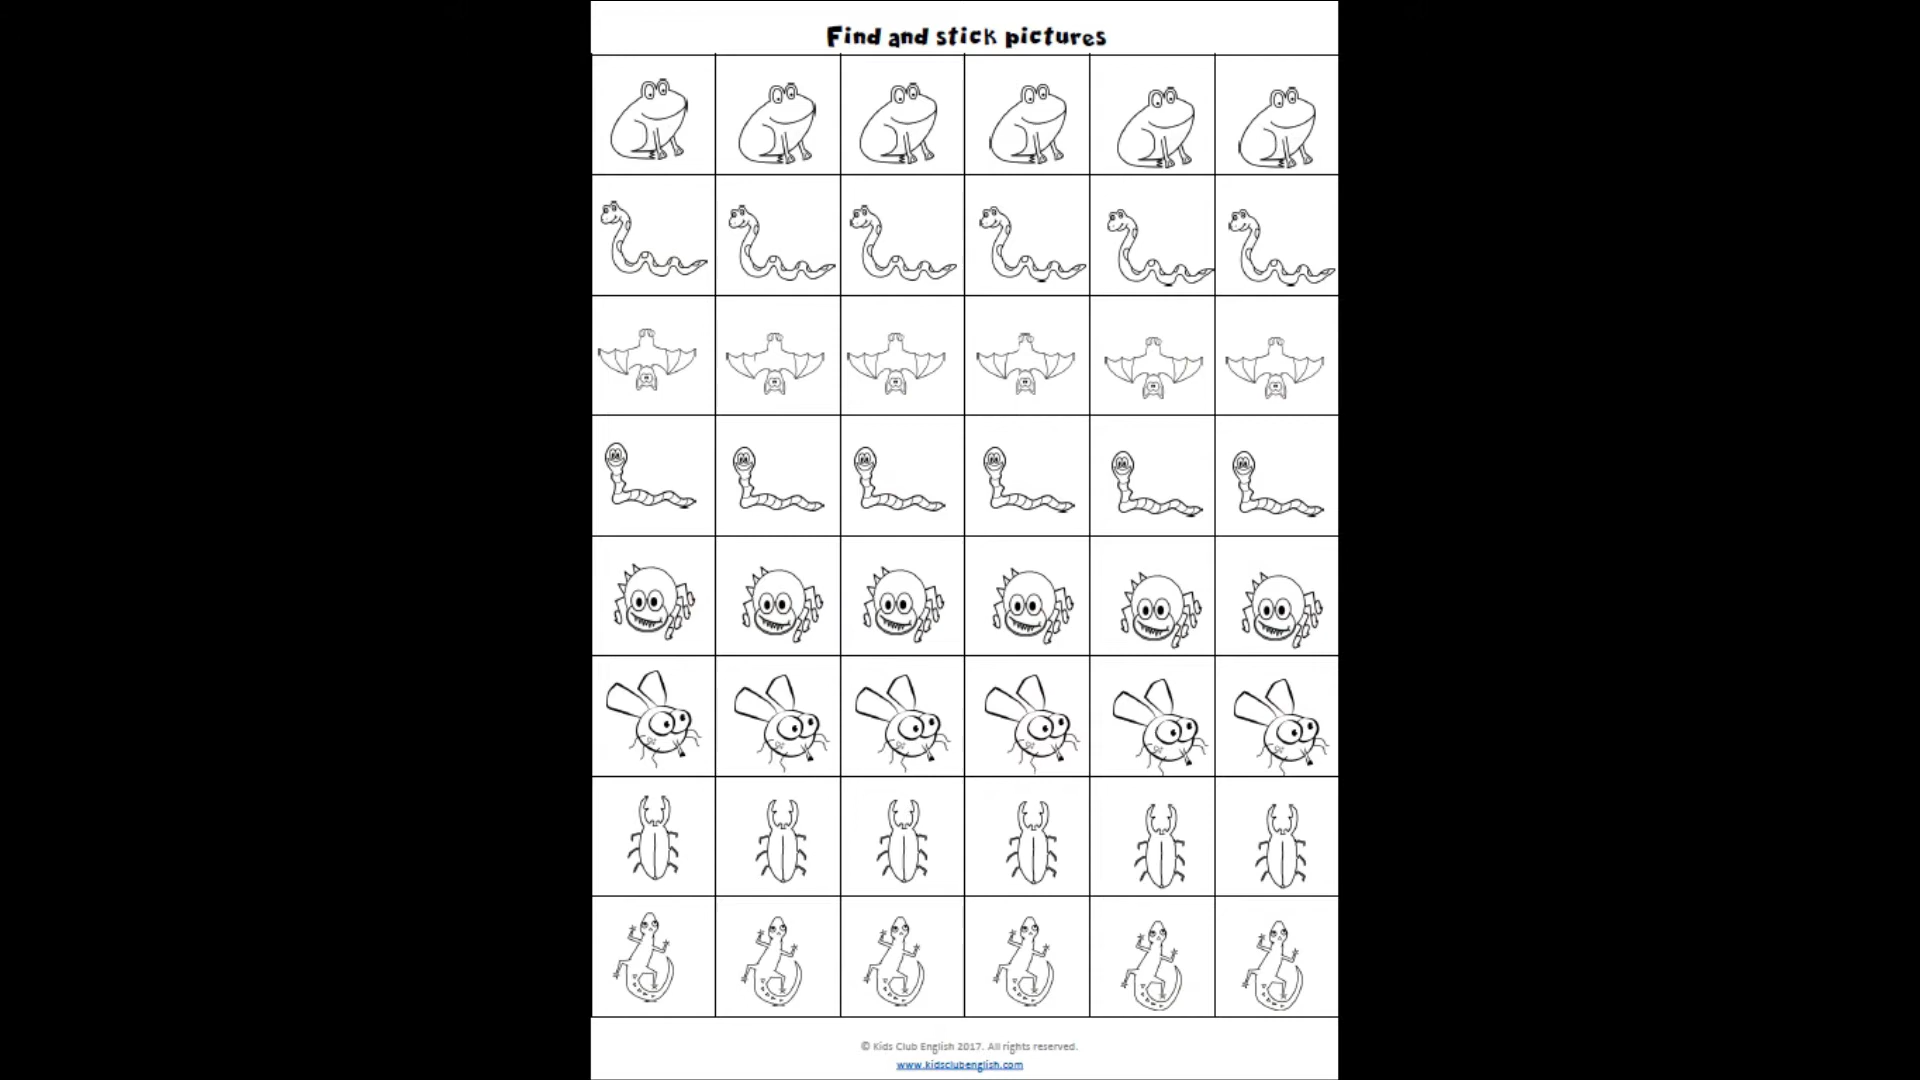 Find and stick pictures
© Kids Club English 2017. All rights reserved.
www.kidsclubenglish.com